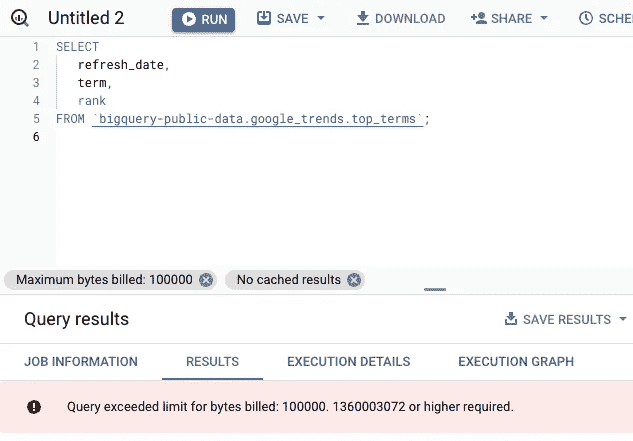 Untitled 2 RUN SAVE DOWNLOAD SHARE SCHE
1 SELECT
2 refresh_date,
3 term,
4 rank
5 FROM `bigquery-public-data.google_trends.top_terms`;
6
Maximum bytes billed: 100000 No cached results
Query results SAVE RESULTS
JOB INFORMATION RESULTS EXECUTION DETAILS EXECUTION GRAPH
Query exceeded limit for bytes billed: 100000. 1360003072 or higher required.